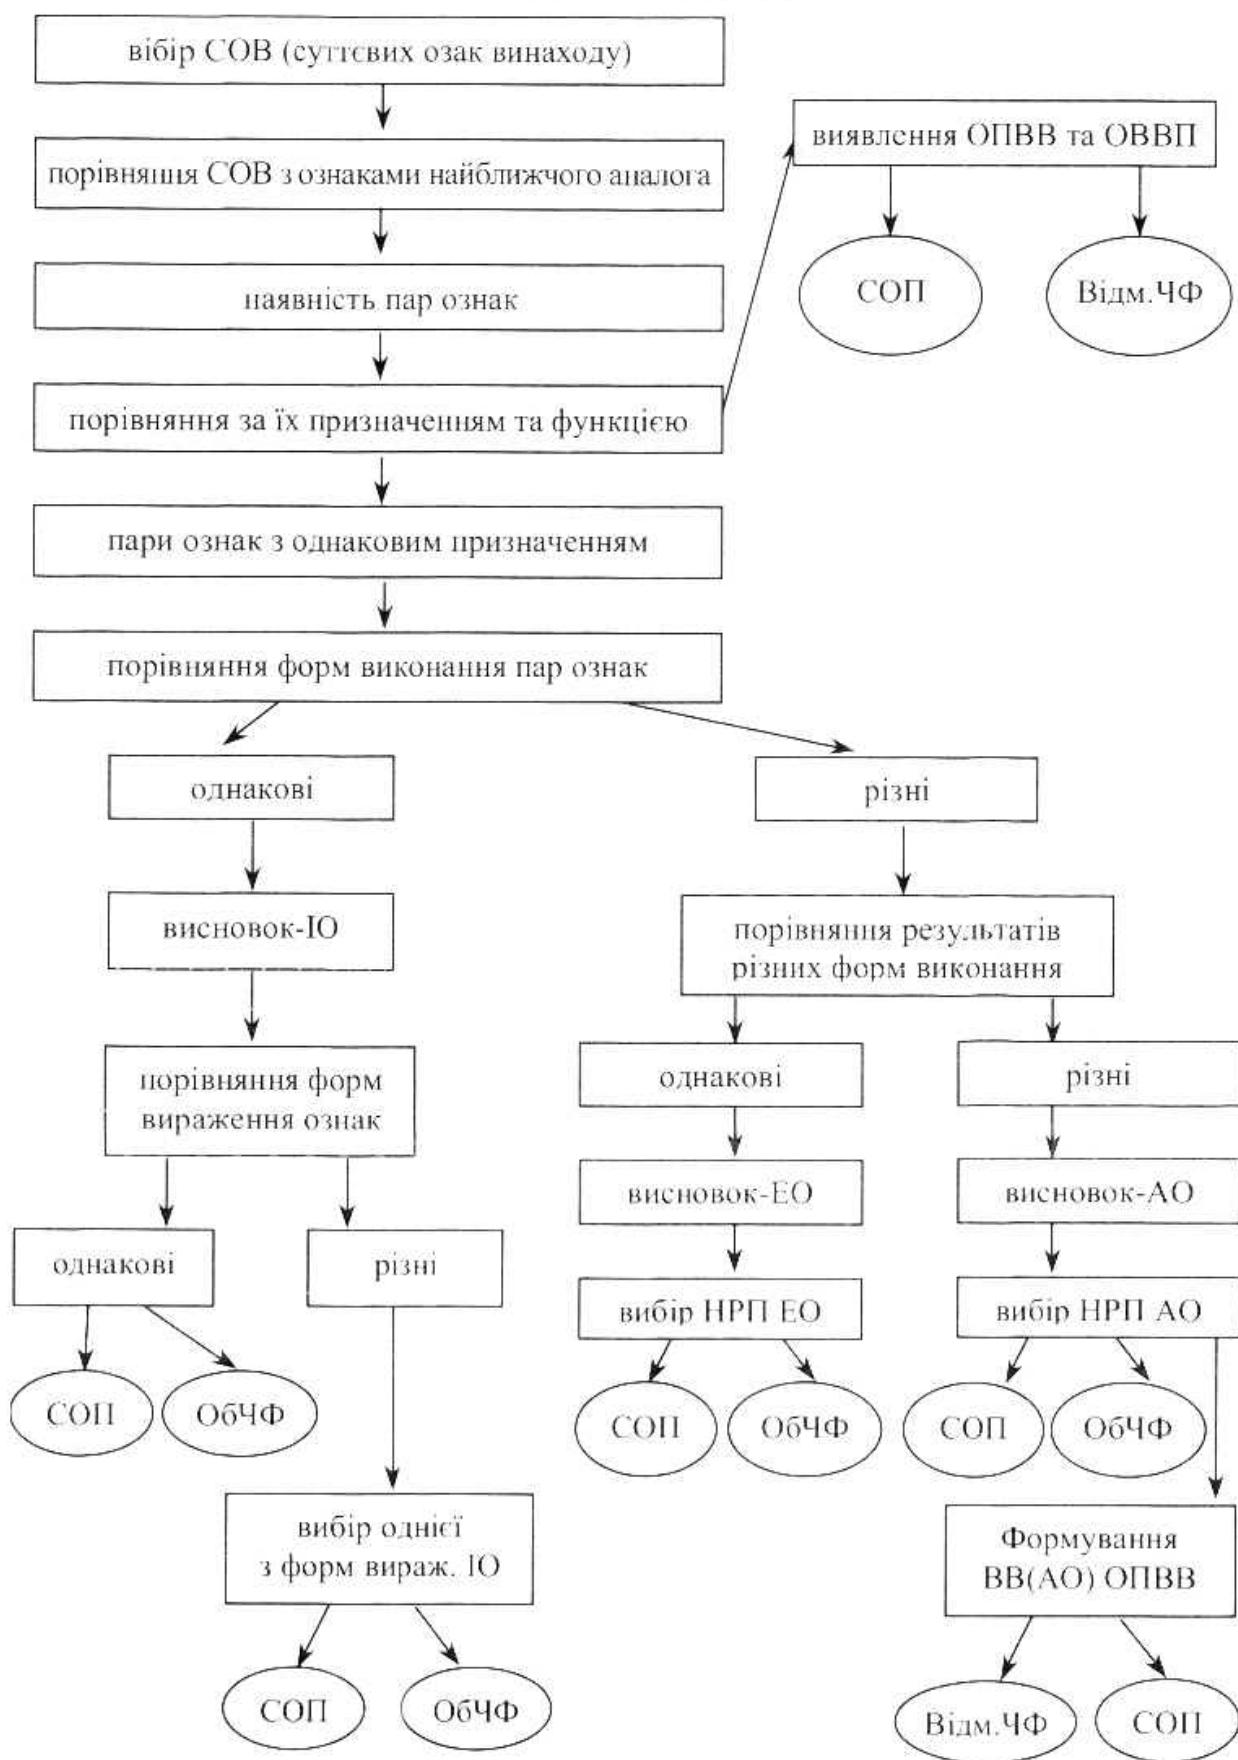 вібір СОВ (суттєвих озак винаходу)
виявлення ОПВВ та ОВВП
порівняння СОВ з ознаками найближчого аналога
СОП
Відм.ЧФ
наявність пар ознак
порівняння за їх призначенням та функцією
пари ознак з однаковим призначенням
порівняння форм виконання пар ознак
однакові
різні
висновок-ІО
порівняння результатів
різних форм виконання
порівняння форм
вираження ознак
однакові
різні
висновок-ЕО
висновок-АО
однакові
різні
вибір НРП ЕО
вибір НРП АО
СОП
ОбЧФ
СОП
ОбЧФ
СОП
ОбЧФ
вибір однієї
з форм вираж. ІО
Формування
ВВ(АО) ОПВВ
СОП
ОбЧФ
Відм.ЧФ
СОП